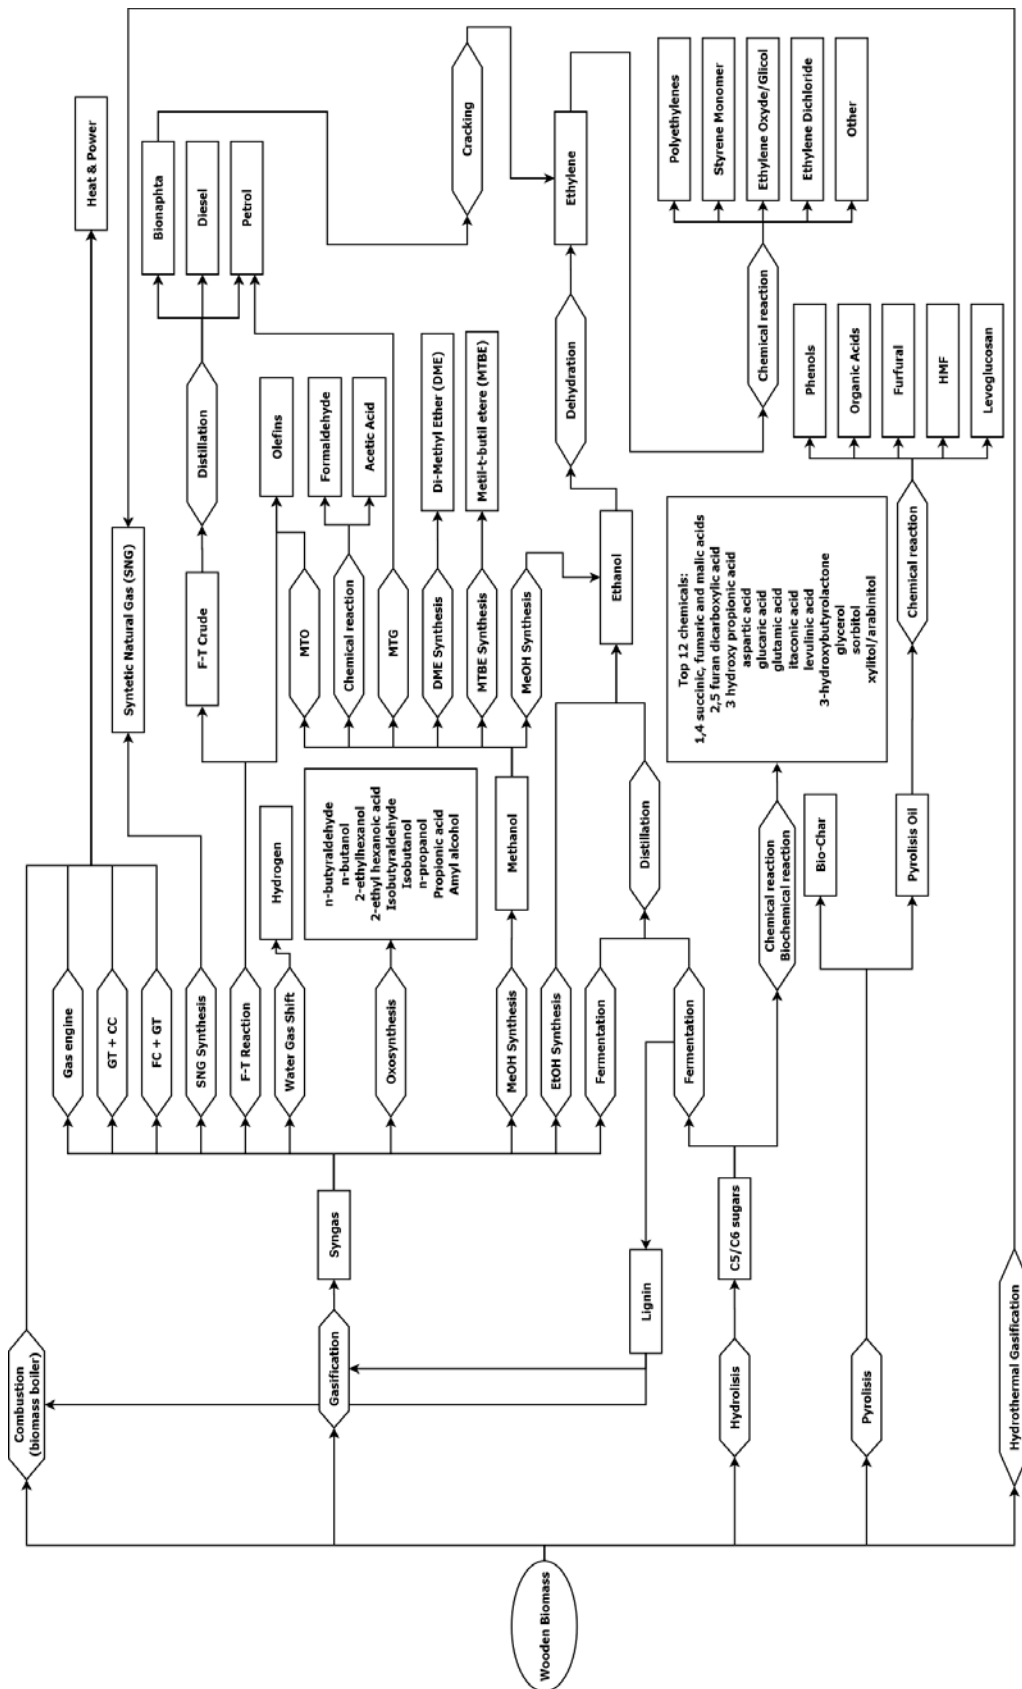 Wooden Biomass
Combustion
(biomass boiler)
Gasification
Hydrolisis
Pyrolisis
Hydrothermal Gasification
Syngas
Lignin
C5/C6 sugars
Gas engine
GT + CC
FC + GT
SNG Synthesis
F-T Reaction
Water Gas Shift
Oxosynthesis
MeOH Synthesis
EtOH Synthesis
Fermentation
Fermentation
Chemical reaction
Biochemical reaction
Bio-Char
Pyrolisis Oil
Hydrogen
n-butyraldehyde
n-butanol
2-ethylhexanol
2-ethyl hexanoic acid
Isobutyraldehyde
Isobutanol
n-propanol
Propionic acid
Amyl alcohol
Methanol
Distillation
Top 12 chemicals:
1,4 succinic, fumaric and malic acids
2,5 furan dicarboxylic acid
3 hydroxy propionic acid
aspartic acid
glucaric acid
glutamic acid
itaconic acid
levulinic acid
3-hydroxybutyrolactone
glycerol
sorbitol
xylitol/arabinitol
Syntetic Natural Gas (SNG)
F-T Crude
MTO
Chemical reaction
MTG
DME Synthesis
MTBE Synthesis
MeOH Synthesis
Ethanol
Chemical reaction
Distillation
Olefins
Formaldehyde
Acetic Acid
Di-Methyl Ether (DME)
Metil-t-butil etere (MTBE)
Dehydration
Chemical reaction
Phenols
Organic Acids
Furfural
HMF
Levoglucosan
Heat & Power
Bionaphta
Diesel
Petrol
Cracking
Ethylene
Polyethylenes
Styrene Monomer
Ethylene Oxyde/Glicol
Ethylene Dichloride
Other